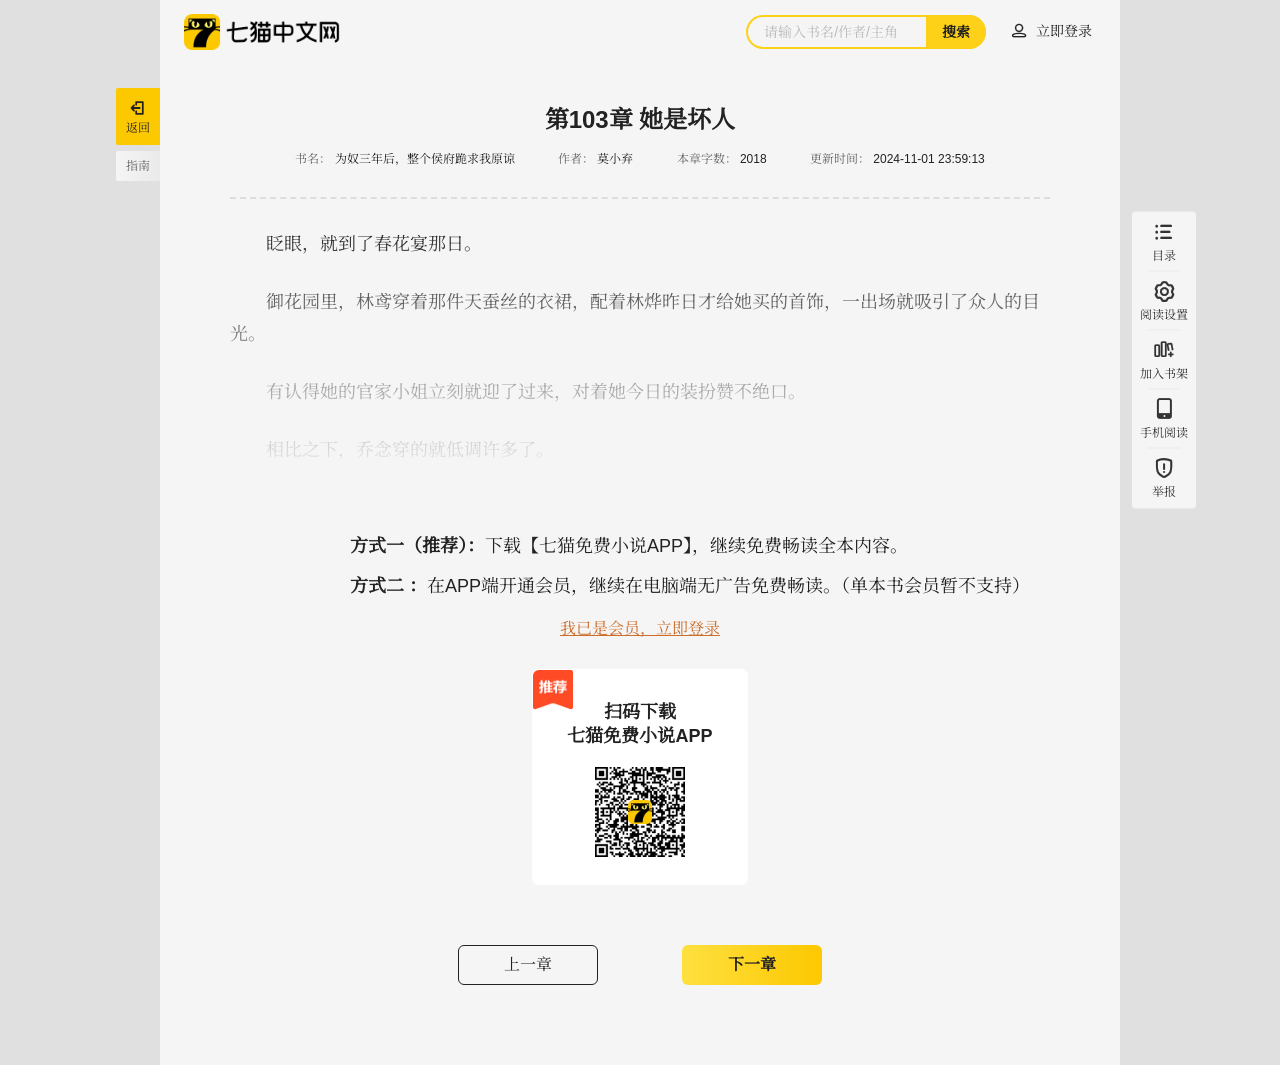 七猫中文网
请输入书名/作者/主角
搜索
立即登录
返回
指南
第103章 她是坏人
书名： 为奴三年后，整个侯府跪求我原谅 作者： 莫小弃 本章字数： 2018 更新时间： 2024-11-01 23:59:13
眨眼，就到了春花宴那日。
御花园里，林鸢穿着那件天蚕丝的衣裙，配着林烨昨日才给她买的首饰，一出场就吸引了众人的目
光。
有认得她的官家小姐立刻就迎了过来，对着她今日的装扮赞不绝口。
相比之下，乔念穿的就低调许多了。
目录
阅读设置
加入书架
手机阅读
举报
方式一（推荐）： 下载【七猫免费小说APP】，继续免费畅读全本内容。
方式二 ： 在APP端开通会员，继续在电脑端无广告免费畅读。（单本书会员暂不支持）
我已是会员，立即登录
推荐
扫码下载
七猫免费小说APP
上一章
下一章